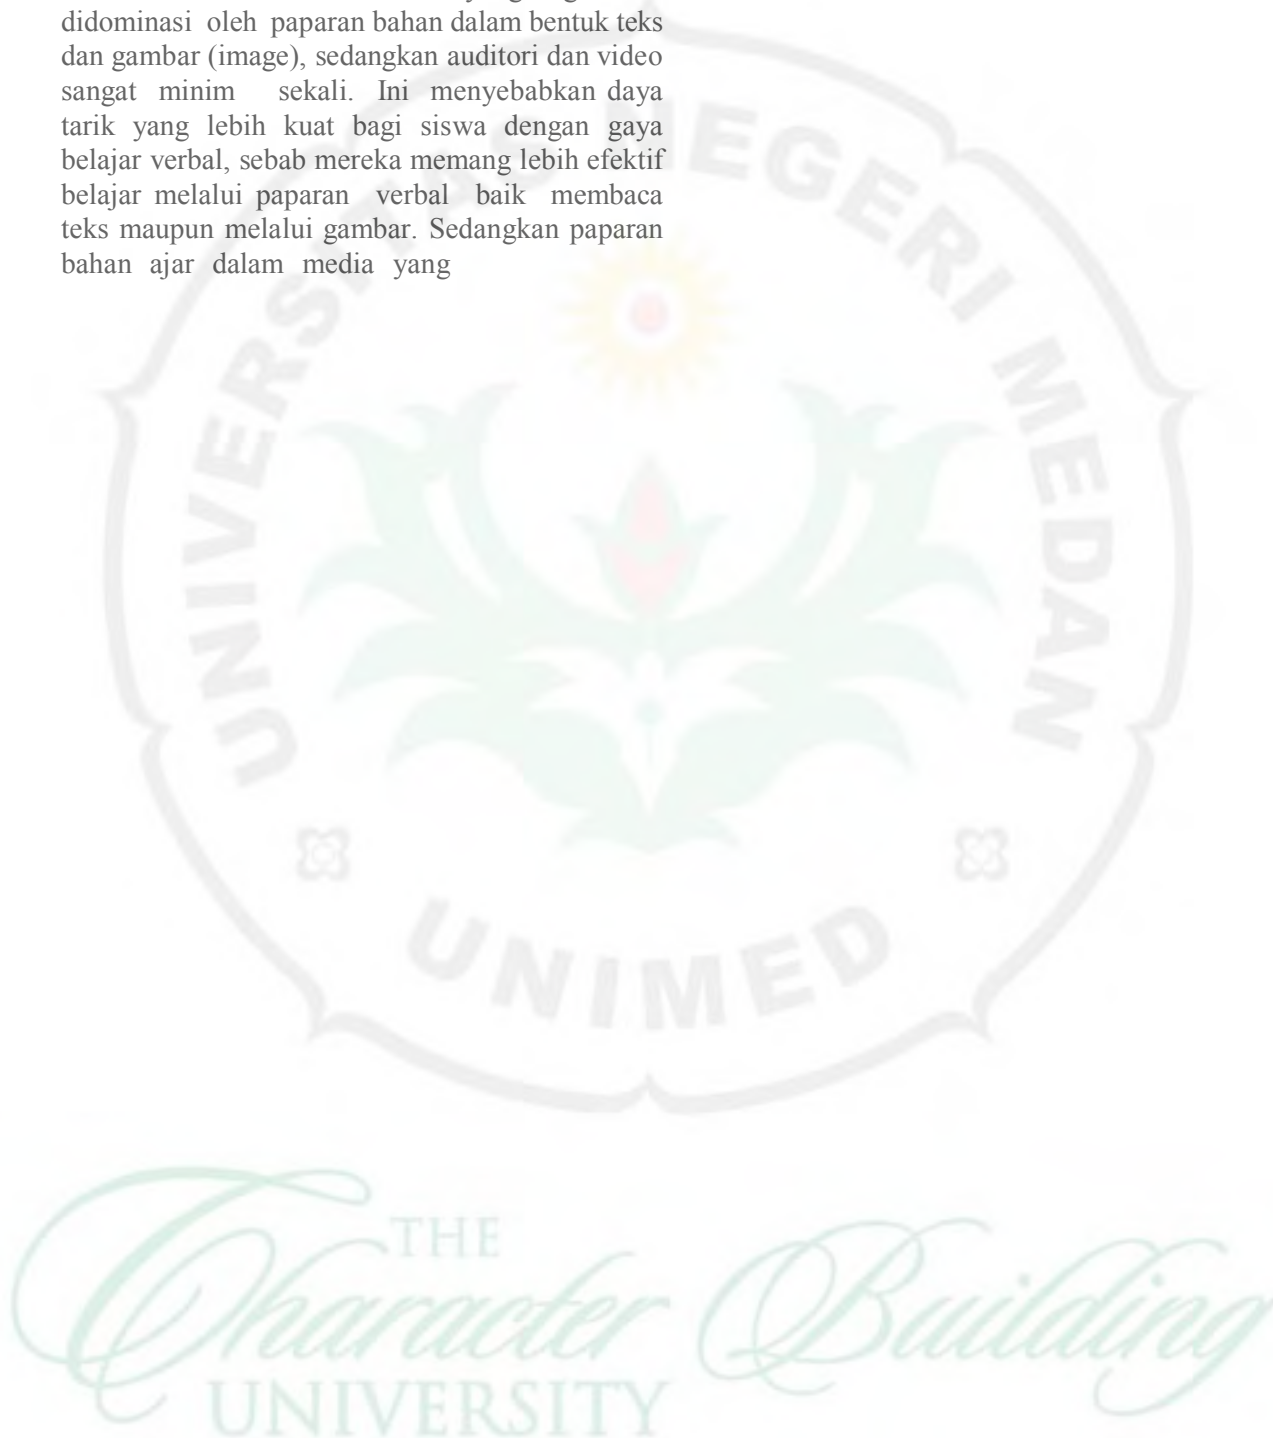 didominasi oleh paparan bahan dalam bentuk teks
dan gambar (image), sedangkan auditori dan video
sangat minim sekali. Ini menyebabkan daya
tarik yang lebih kuat bagi siswa dengan gaya
belajar verbal, sebab mereka memang lebih efektif
belajar melalui paparan verbal baik membaca
teks maupun melalui gambar. Sedangkan paparan
bahan ajar dalam media yang
UNIVERSITAS NEGERI MEDAN
UNIMED
THE
Character Building
UNIVERSITY